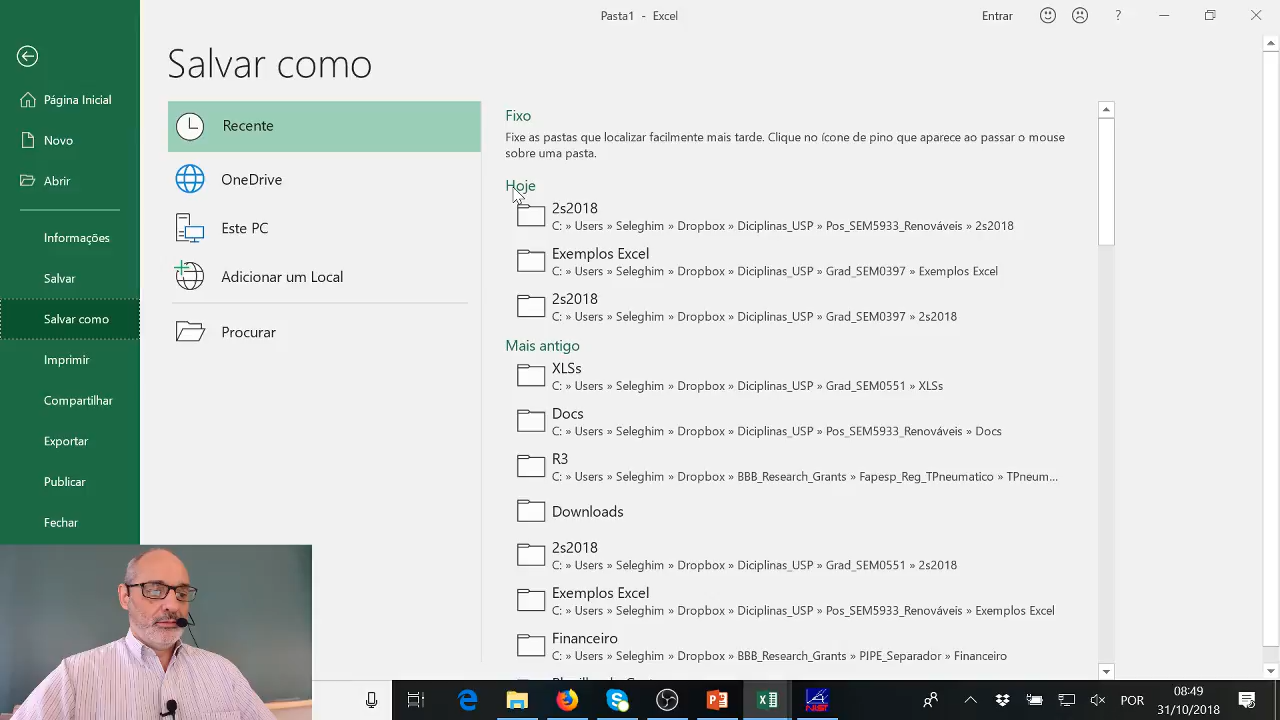 Pasta1 - Excel
Entrar
?
Salvar como
Página Inicial
Novo
Abrir
Informações
Salvar
Salvar como
Imprimir
Compartilhar
Exportar
Publicar
Fechar
Recente
OneDrive
Este PC
Adicionar um Local
Procurar
Fixo
Fixe as pastas que localizar facilmente mais tarde. Clique no ícone de pino que aparece ao passar o mouse
sobre uma pasta.
Hoje
2s2018
C: » Users » Seleghim » Dropbox » Diciplinas_USP » Pos_SEM5933_Renováveis » 2s2018
Exemplos Excel
C: » Users » Seleghim » Dropbox » Diciplinas_USP » Grad_SEM0397 » Exemplos Excel
2s2018
C: » Users » Seleghim » Dropbox » Diciplinas_USP » Grad_SEM0397 » 2s2018
Mais antigo
XLSs
C: » Users » Seleghim » Dropbox » Diciplinas_USP » Grad_SEM0551 » XLSs
Docs
C: » Users » Seleghim » Dropbox » Diciplinas_USP » Pos_SEM5933_Renováveis » Docs
R3
C: » Users » Seleghim » Dropbox » BBB_Research_Grants » Fapesp_Reg_TPneumatico » TPneum...
Downloads
2s2018
C: » Users » Seleghim » Dropbox » Diciplinas_USP » Grad_SEM0551 » 2s2018
Exemplos Excel
C: » Users » Seleghim » Dropbox » Diciplinas_USP » Pos_SEM5933_Renováveis » Exemplos Excel
Financeiro
C: » Users » Seleghim » Dropbox » BBB_Research_Grants » PIPE_Separador » Financeiro
NIST
POR
08:49
31/10/2018